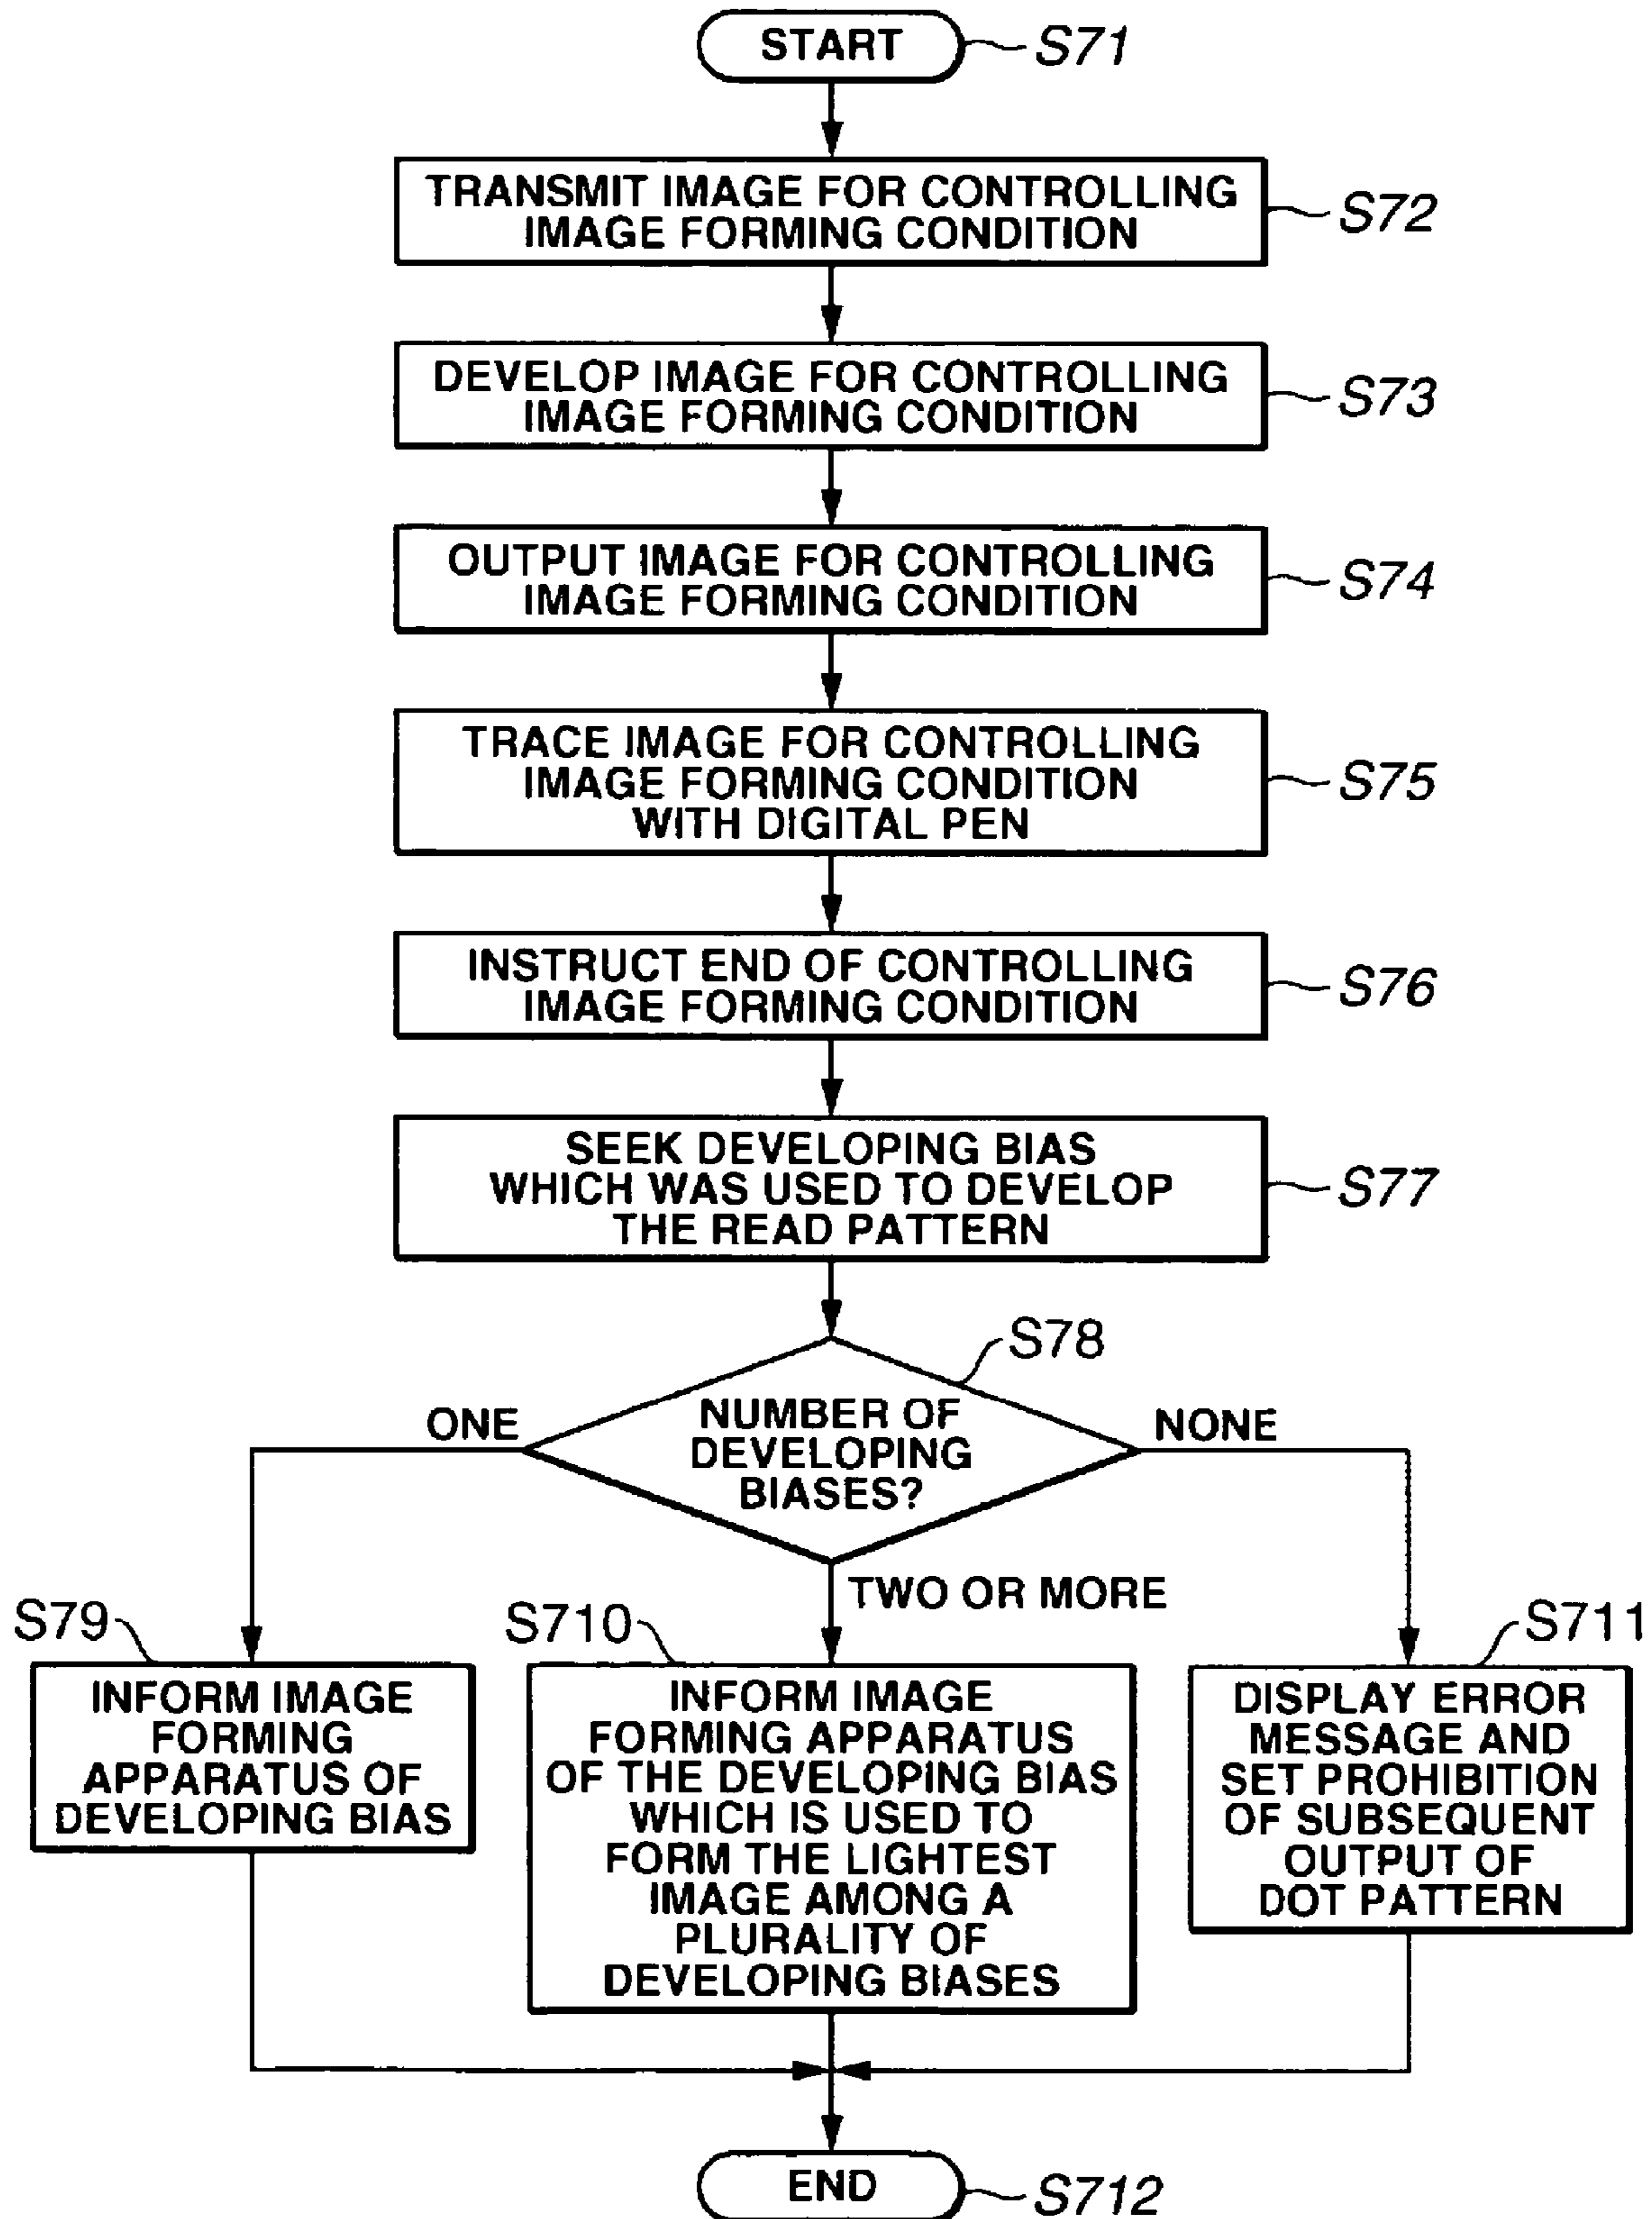 START
S71
TRANSMIT IMAGE FOR CONTROLLING
IMAGE FORMING CONDITION
S72
DEVELOP IMAGE FOR CONTROLLING
IMAGE FORMING CONDITION
S73
OUTPUT IMAGE FOR CONTROLLING
IMAGE FORMING CONDITION
S74
TRACE IMAGE FOR CONTROLLING
IMAGE FORMING CONDITION
WITH DIGITAL PEN
S75
INSTRUCT END OF CONTROLLING
IMAGE FORMING CONDITION
S76
SEEK DEVELOPING BIAS
WHICH WAS USED TO DEVELOP
THE READ PATTERN
S77
S78
NUMBER OF
DEVELOPING
BIASES?
ONE
NONE
TWO OR MORE
S79
INFORM IMAGE
FORMING
APPARATUS OF
DEVELOPING BIAS
S710
INFORM IMAGE
FORMING APPARATUS
OF THE DEVELOPING BIAS
WHICH IS USED TO
FORM THE LIGHTEST
IMAGE AMONG A
PLURALITY OF
DEVELOPING BIASES
S711
DISPLAY ERROR
MESSAGE AND
SET PROHIBITION
OF SUBSEQUENT
OUTPUT OF
DOT PATTERN
END
S712